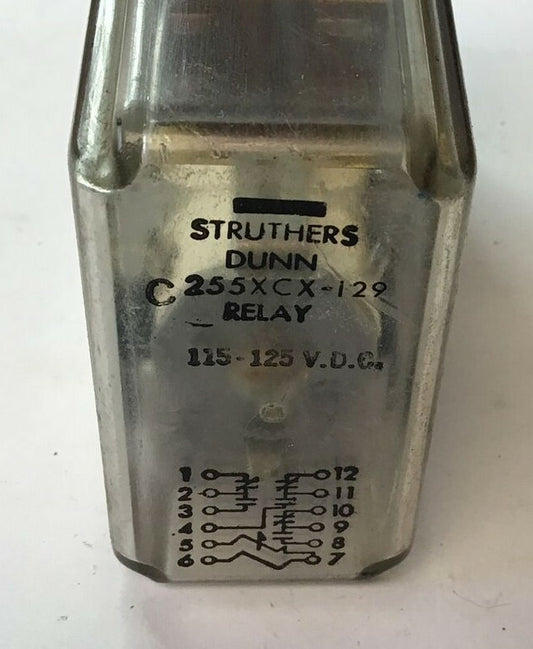 STRUTHERS
DUNN
C 255XCX-129
RELAY
115-125 V.D.C.
1 12
2 11
3 10
4 9
5 8
6 7